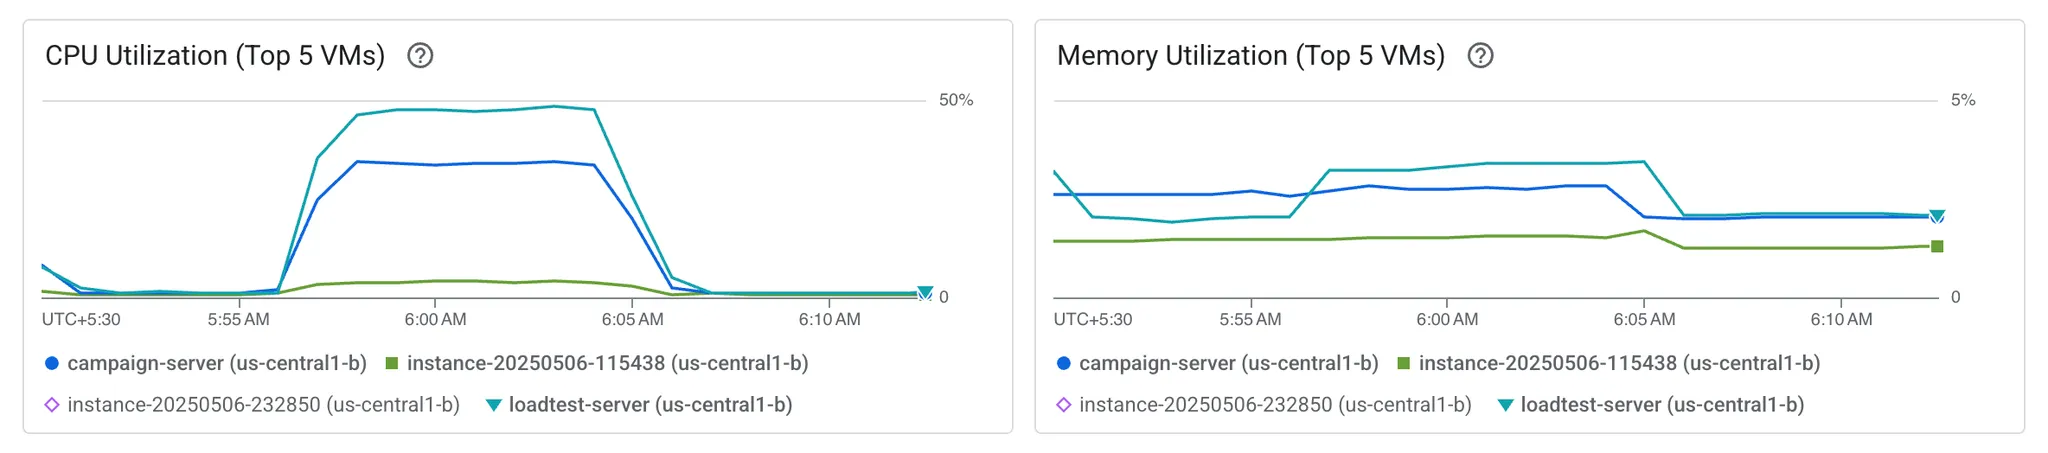 CPU Utilization (Top 5 VMs)
50%
0
UTC+5:30 5:55 AM 6:00 AM 6:05 AM 6:10 AM
campaign-server (us-central1-b) instance-20250506-115438 (us-central1-b)
instance-20250506-232850 (us-central1-b) loadtest-server (us-central1-b)
Memory Utilization (Top 5 VMs)
5%
0
UTC+5:30 5:55 AM 6:00 AM 6:05 AM 6:10 AM
campaign-server (us-central1-b) instance-20250506-115438 (us-central1-b)
instance-20250506-232850 (us-central1-b) loadtest-server (us-central1-b)